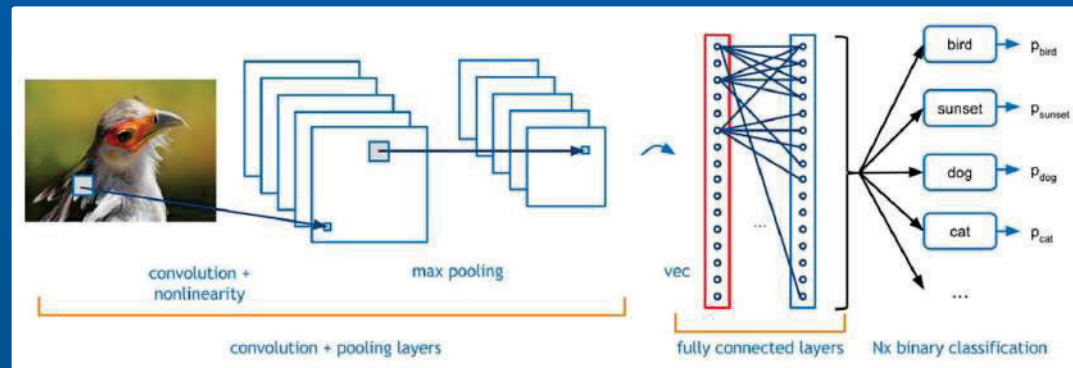 convolution +
nonlinearity
max pooling
convolution + pooling layers
vec
...
fully connected layers
bird
p_bird
sunset
p_sunset
dog
p_dog
cat
p_cat
...
Nx binary classification